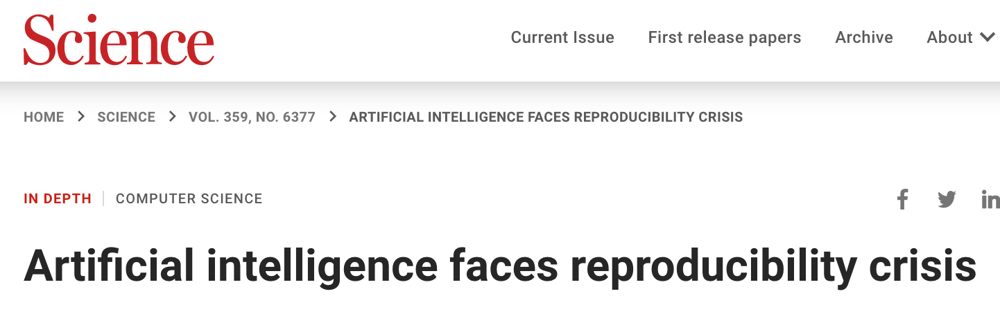 Science
Current Issue First release papers Archive About
HOME > SCIENCE > VOL. 359, NO. 6377 > ARTIFICIAL INTELLIGENCE FACES REPRODUCIBILITY CRISIS
IN DEPTH | COMPUTER SCIENCE
Artificial intelligence faces reproducibility crisis